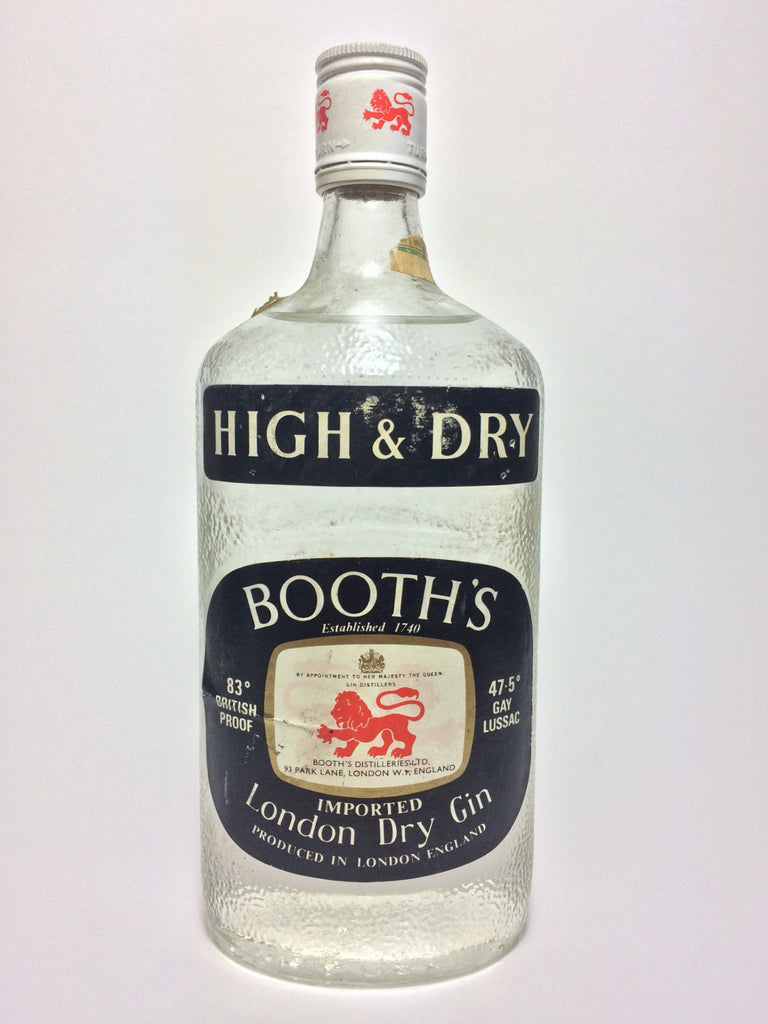 TURN
HIGH & DRY
BOOTH'S
Established 1740
83°
BRITISH
PROOF
BY APPOINTMENT TO HER MAJESTY THE QUEEN.
GIN DISTILLERS
BOOTH'S DISTILLERIES LTD.
93 PARK LANE, LONDON W.1, ENGLAND
47·5°
GAY
LUSSAC
IMPORTED
London Dry Gin
PRODUCED IN LONDON ENGLAND